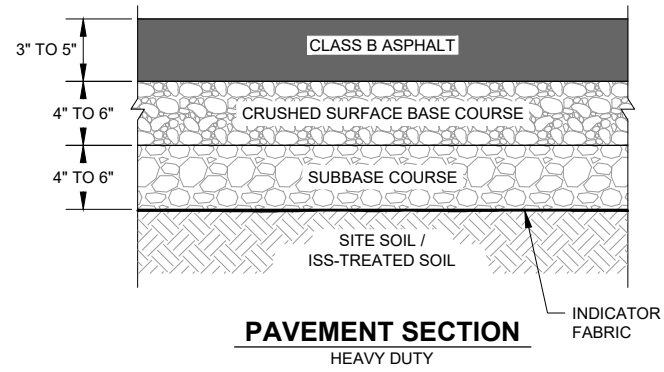 3" TO 5"
CLASS B ASPHALT
4" TO 6"
CRUSHED SURFACE BASE COURSE
4" TO 6"
SUBBASE COURSE
SITE SOIL /
ISS-TREATED SOIL
INDICATOR
FABRIC
PAVEMENT SECTION
HEAVY DUTY